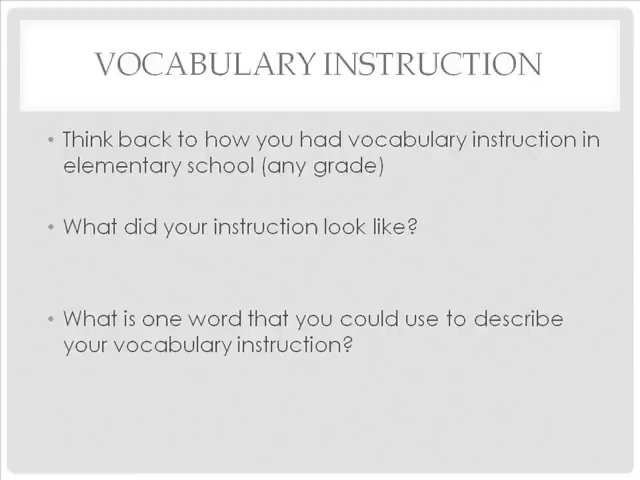 VOCABULARY INSTRUCTION
• Think back to how you had vocabulary instruction in
elementary school (any grade)
• What did your instruction look like?
• What is one word that you could use to describe
your vocabulary instruction?